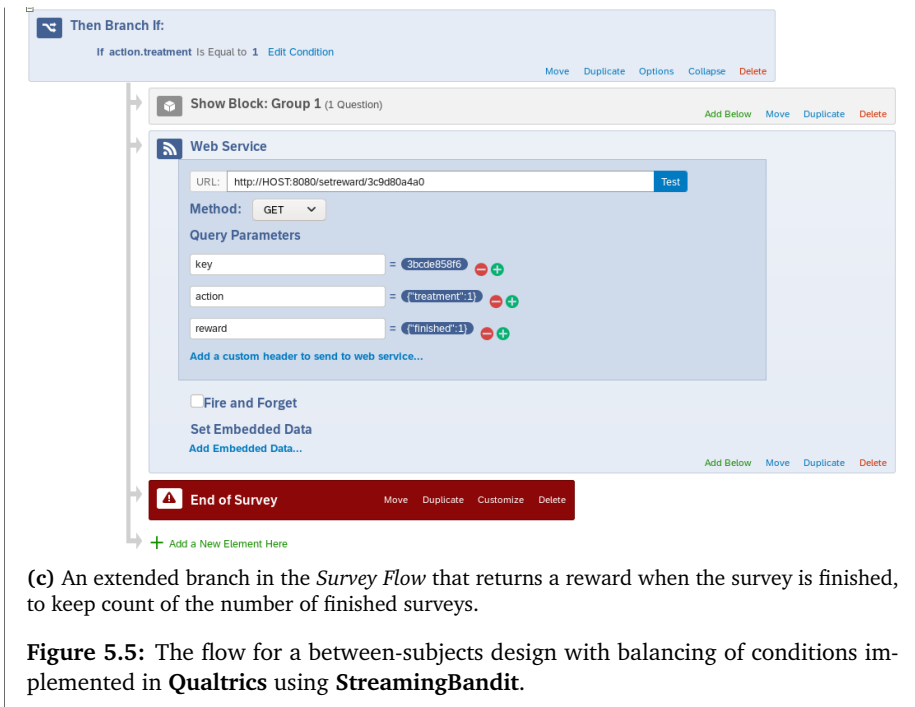 Then Branch If:
If action.treatment Is Equal to 1 Edit Condition
Move Duplicate Options Collapse Delete
Show Block: Group 1 (1 Question)
Add Below Move Duplicate Delete
Web Service
URL: http://HOST:8080/setreward/3c9d80a4a0 Test
Method: GET
Query Parameters
key = 3bcde858f6
action = {"treatment":1}
reward = {"finished":1}
Add a custom header to send to web service...
Fire and Forget
Set Embedded Data
Add Embedded Data...
Add Below Move Duplicate Delete
End of Survey Move Duplicate Customize Delete
Add a New Element Here
(c) An extended branch in the Survey Flow that returns a reward when the survey is finished,
to keep count of the number of finished surveys.
Figure 5.5: The flow for a between-subjects design with balancing of conditions im-
plemented in Qualtrics using StreamingBandit.